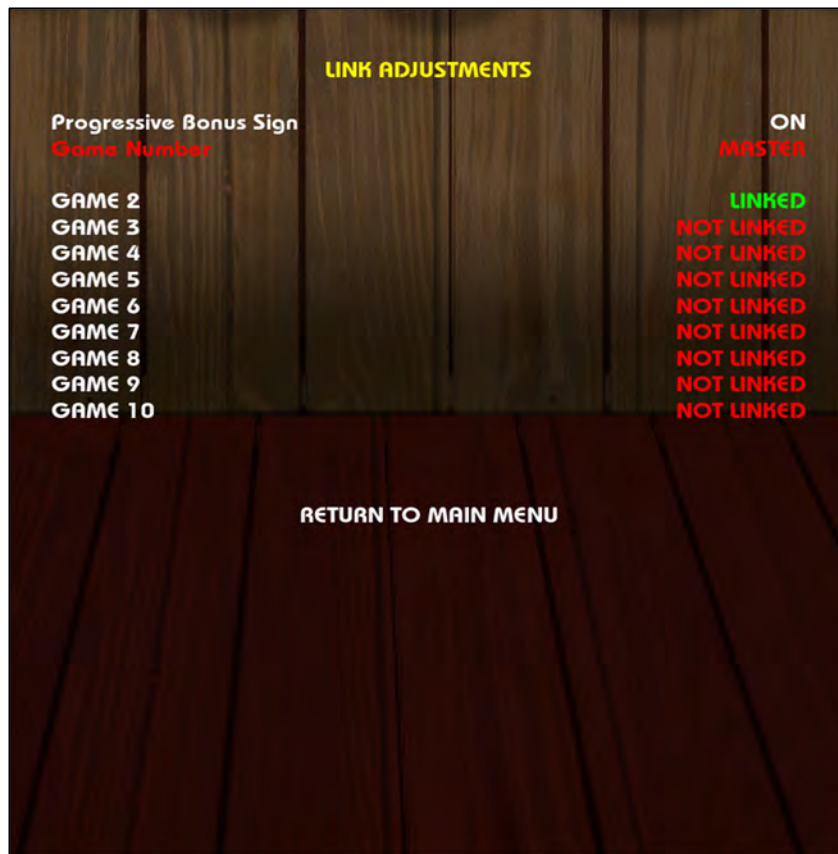 LINK ADJUSTMENTS
Progressive Bonus Sign ON
Game Number MASTER
GAME 2 LINKED
GAME 3 NOT LINKED
GAME 4 NOT LINKED
GAME 5 NOT LINKED
GAME 6 NOT LINKED
GAME 7 NOT LINKED
GAME 8 NOT LINKED
GAME 9 NOT LINKED
GAME 10 NOT LINKED
RETURN TO MAIN MENU